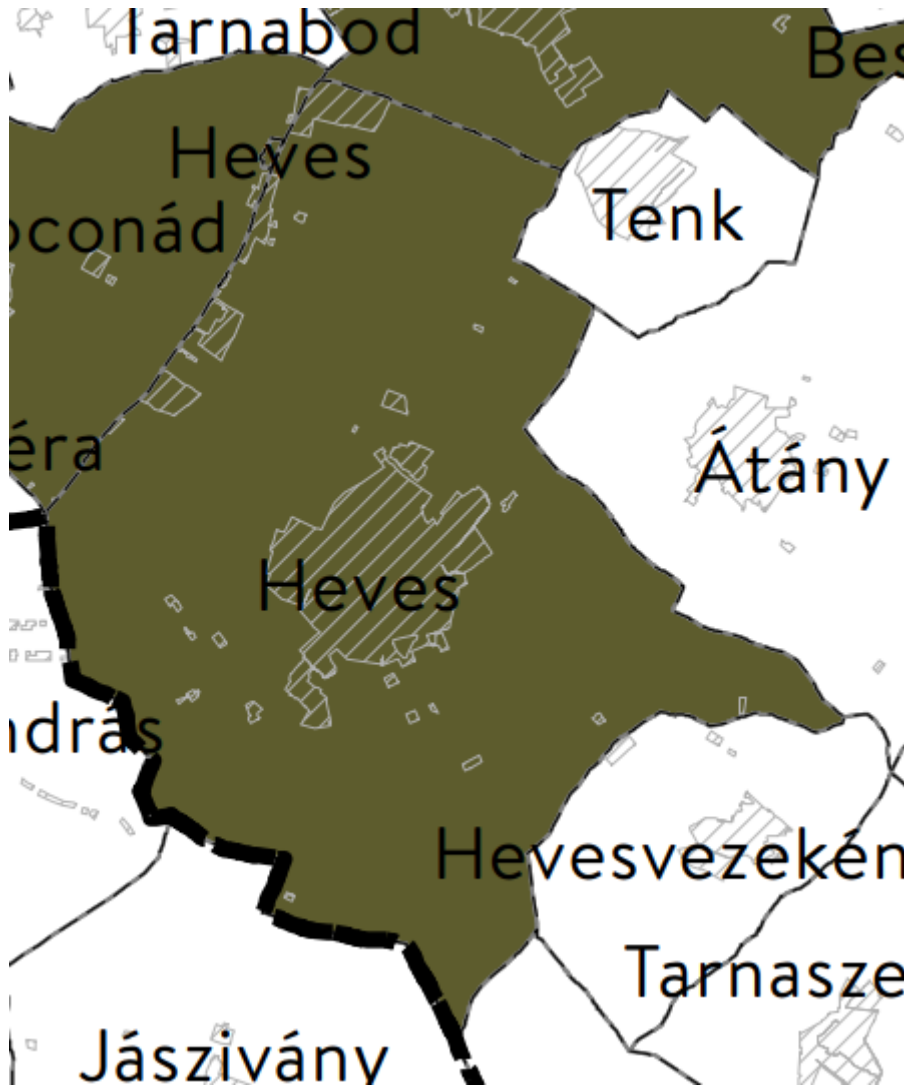 Tarnabod
Bes
Heves
Tenk
oconád
éra
Átány
Heves
ndrás
Hevesvezekén
Tarnasze
Jászivány